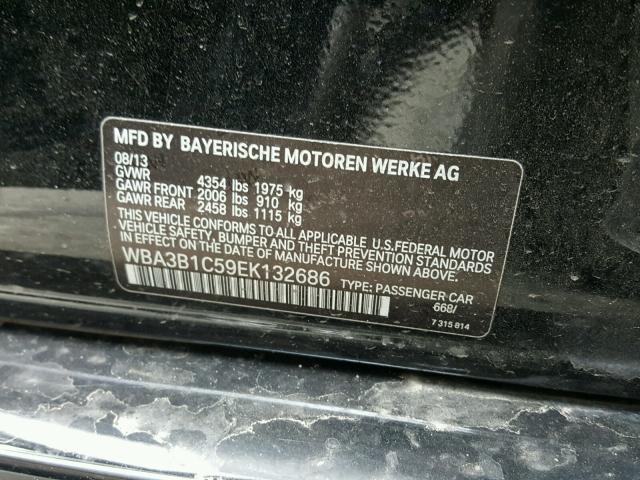 MFD BY BAYERISCHE MOTOREN WERKE AG
08/13
GVWR 4354 lbs 1975 kg
GAWR FRONT 2006 lbs 910 kg
GAWR REAR 2458 lbs 1115 kg
THIS VEHICLE CONFORMS TO ALL APPLICABLE U.S.FEDERAL MOTOR
VEHICLE SAFETY, BUMPER AND THEFT PREVENTION STANDARDS
IN EFFECT ON THE DATE OF MANUFACTURE SHOWN ABOVE.
WBA3B1C59EK132686 TYPE: PASSENGER CAR
668/
7 315 814